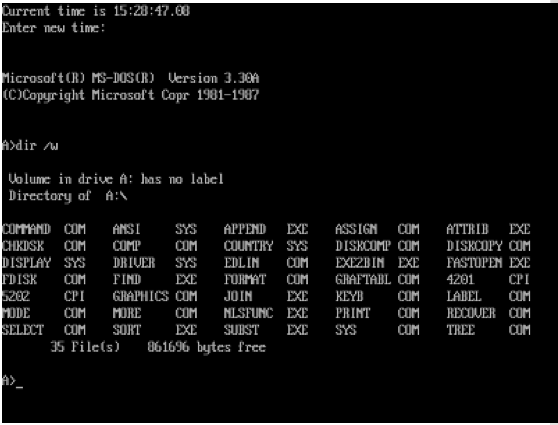 Current time is 15:28:47.08
Enter new time:
Microsoft(R) MS-DOS(R)  Version 3.30A
(C)Copyright Microsoft Copr 1981-1987
A>dir /w
Volume in drive A: has no label
Directory of  A:\
COMMAND  COM    ANSI     SYS    APPEND   EXE    ASSIGN   COM    ATTRIB   EXE
CHKDSK   COM    COMP     COM    COUNTRY  SYS    DISKCOMP COM    DISKCOPY COM
DISPLAY  SYS    DRIVER   SYS    EDLIN    COM    EXE2BIN  EXE    FASTOPEN EXE
FDISK    COM    FIND     EXE    FORMAT   COM    GRAFTABL COM    4201     CPI
5202     CPI    GRAPHICS COM    JOIN     EXE    KEYB     COM    LABEL    COM
MODE     COM    MORE     COM    NLSFUNC  EXE    PRINT    COM    RECOVER  COM
SELECT   COM    SORT     EXE    SUBST    EXE    SYS      COM    TREE     COM
35 File(s)    861696 bytes free
A>_